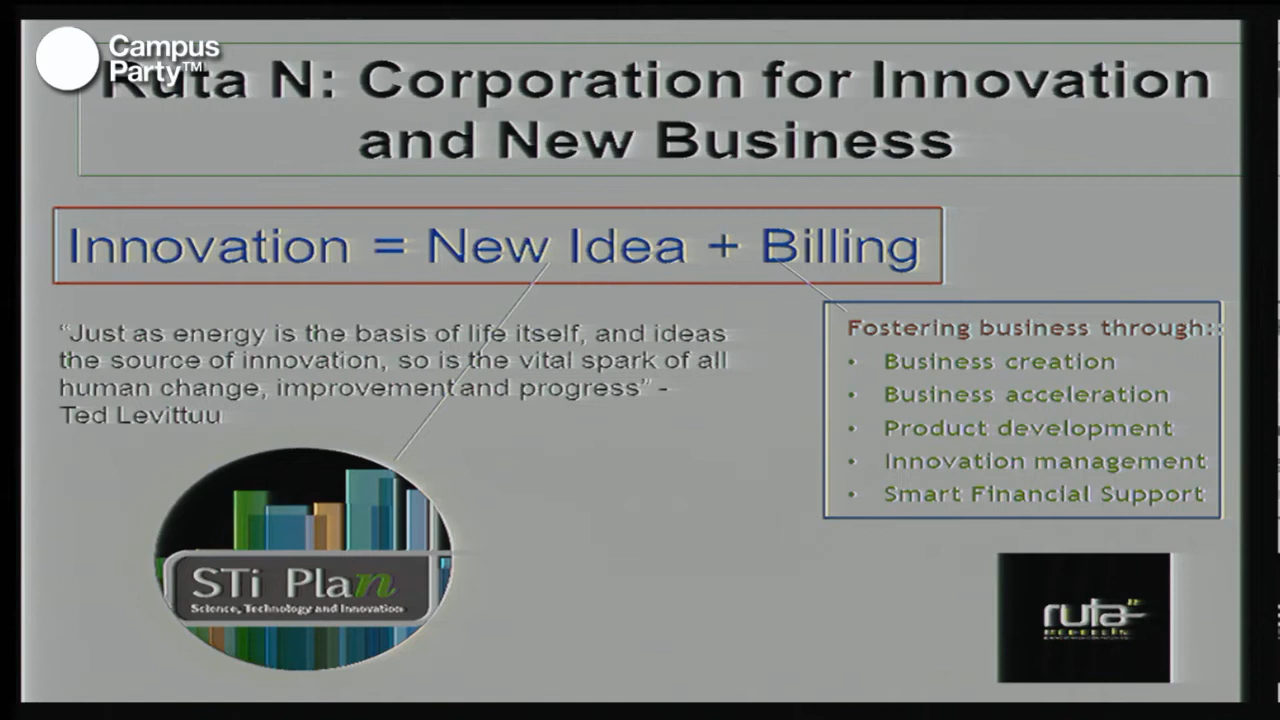 Campus
Party™
Ruta N: Corporation for Innovation
and New Business
Innovation = New Idea + Billing
“Just as energy is the basis of life itself, and ideas
the source of innovation, so is the vital spark of all
human change, improvement and progress” -
Ted Levittuu
Fostering business through::
• Business creation
• Business acceleration
• Product development
• Innovation management
• Smart Financial Support
STi Plan
Science, Technology and Innovation
ruta